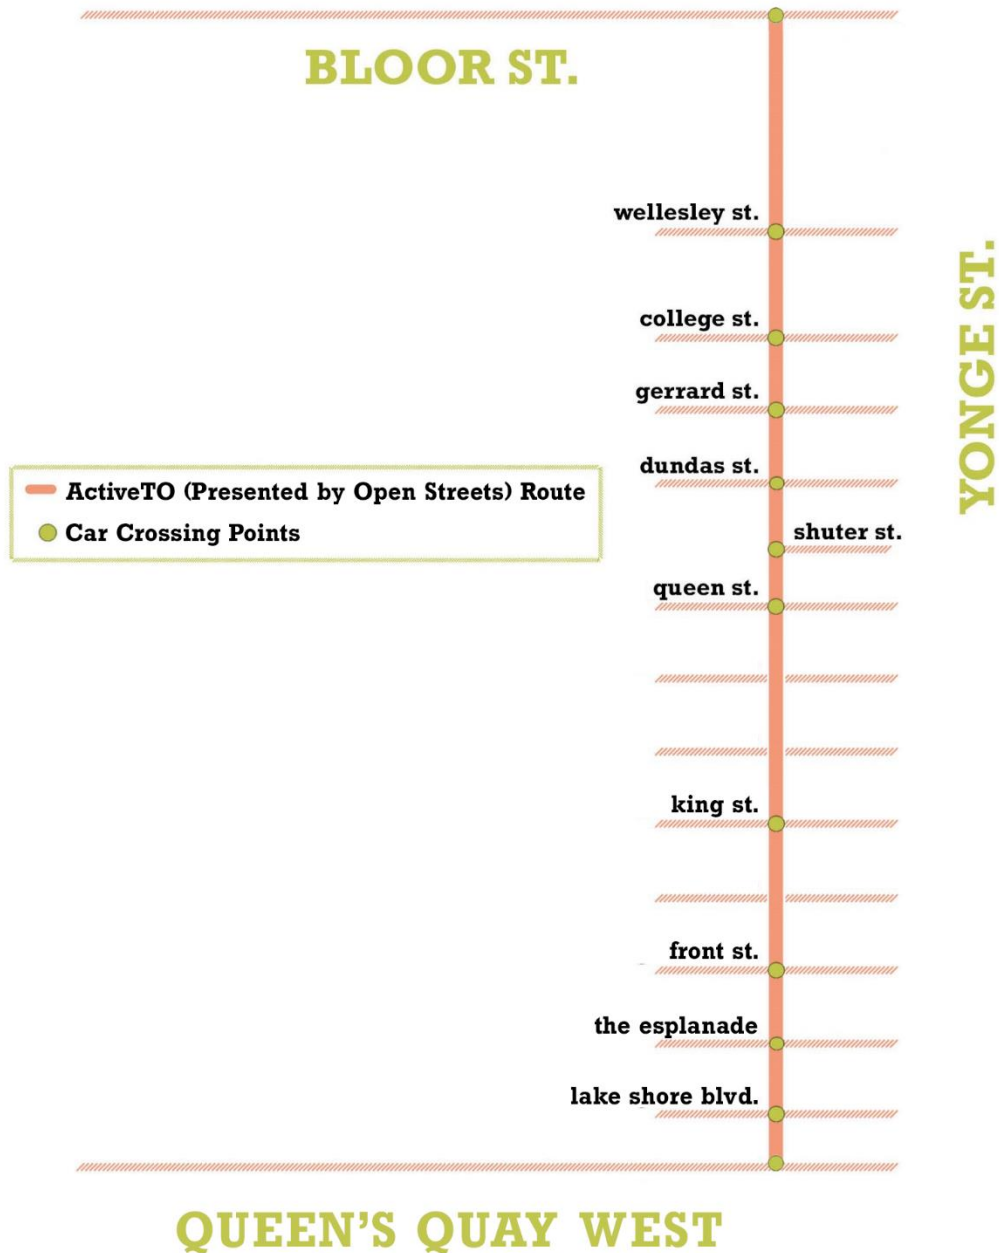 BLOOR ST.
wellesley st.
YONGE ST.
college st.
gerrard st.
dundas st.
ActiveTO (Presented by Open Streets) Route
Car Crossing Points
shuter st.
queen st.
king st.
front st.
the esplanade
lake shore blvd.
QUEEN'S QUAY WEST